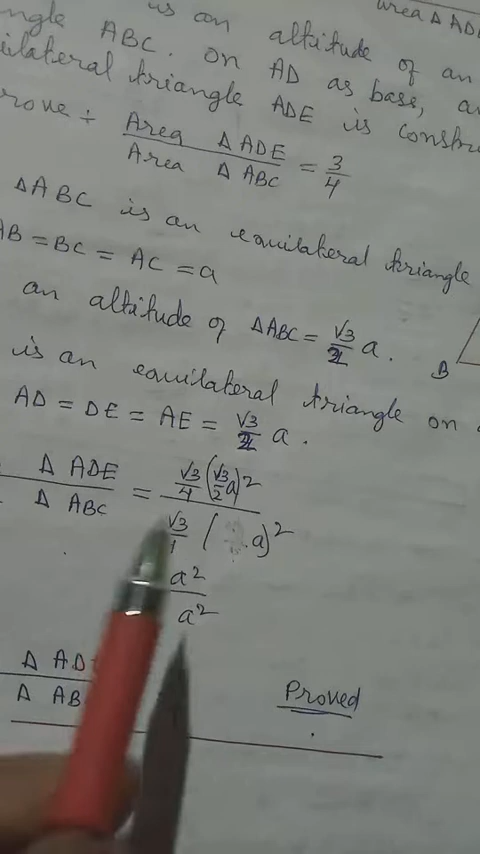 area Δ ADE
is an altitude of an
ngle ABC. On AD as base, an
ilateral triangle ADE is constru
rove ÷ Area Δ ADE / Area Δ ABC = 3/4
ΔABC is an equilateral triangle
AB = BC = AC = a
an altitude of ΔABC = √3/2 a.
B
is an equilateral triangle on
AD = DE = AE = √3/2 a.
Δ ADE / Δ ABC = √3/4 (√3/2 a)² / √3/4 ( a)²
a² / a²
Δ AD
Δ AB
Proved